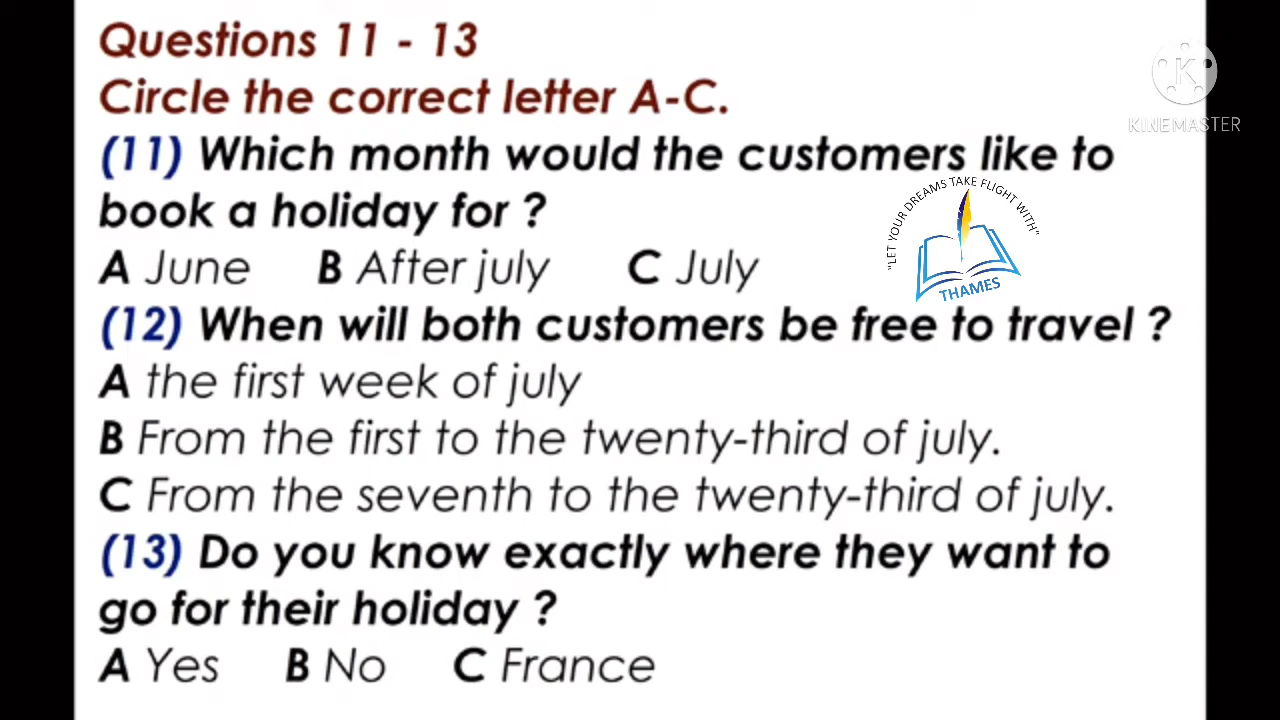 Questions 11 - 13
Circle the correct letter A-C.
(11) Which month would the customers like to
book a holiday for ?
A June B After july C July
(12) When will both customers be free to travel ?
A the first week of july
B From the first to the twenty-third of july.
C From the seventh to the twenty-third of july.
(13) Do you know exactly where they want to
go for their holiday ?
A Yes B No C France
K
KINEMASTER
"LET YOUR DREAMS TAKE FLIGHT WITH"
THAMES